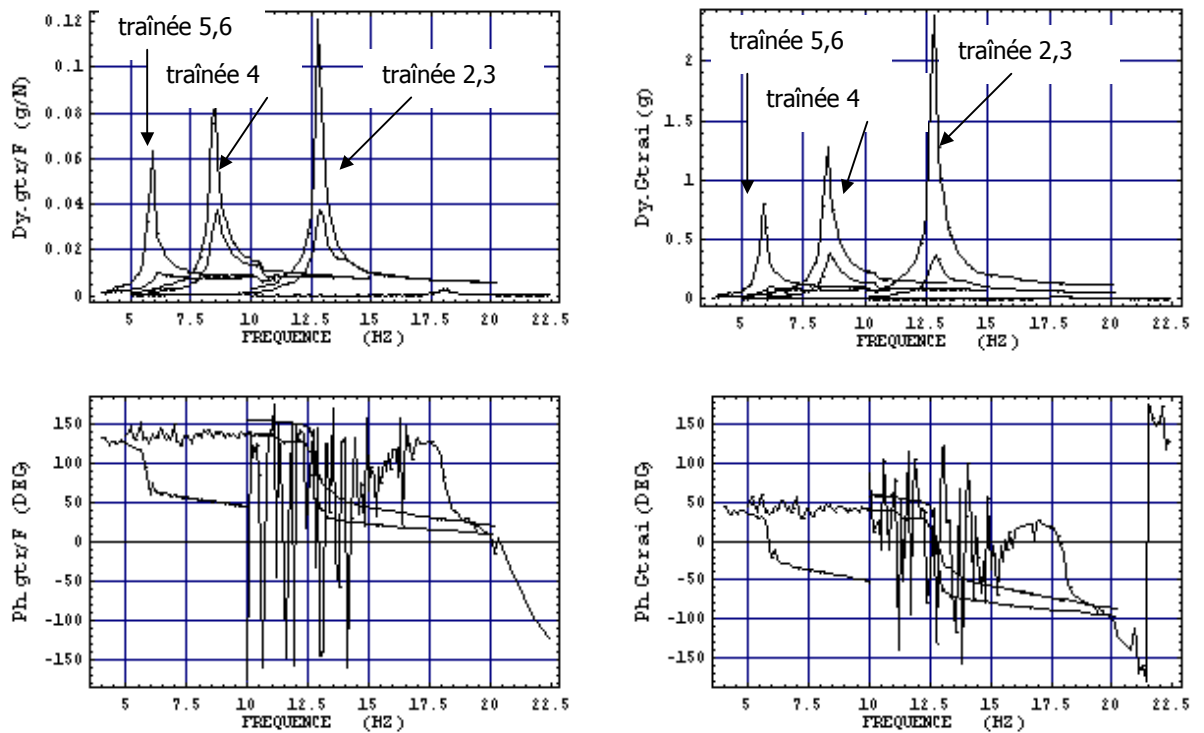 traînée 5,6
traînée 4
traînée 2,3
Dy.gtr/F (g/N)
0.12
0.1
0.08
0.06
0.04
0.02
0
5 7.5 10 12.5 15 17.5 20 22.5
FREQUENCE (HZ)
traînée 5,6
traînée 4
traînée 2,3
Dy.Gtrai(g)
2
1.5
1
0.5
0
5 7.5 10 12.5 15 17.5 20 22.5
FREQUENCE (HZ)
Ph.gtr/F (DEG)
150
100
50
0
-50
-100
-150
5 7.5 10 12.5 15 17.5 20 22.5
FREQUENCE (HZ)
Ph.Gtrai(DEG)
150
100
50
0
-50
-100
-150
5 7.5 10 12.5 15 17.5 20 22.5
FREQUENCE (HZ)